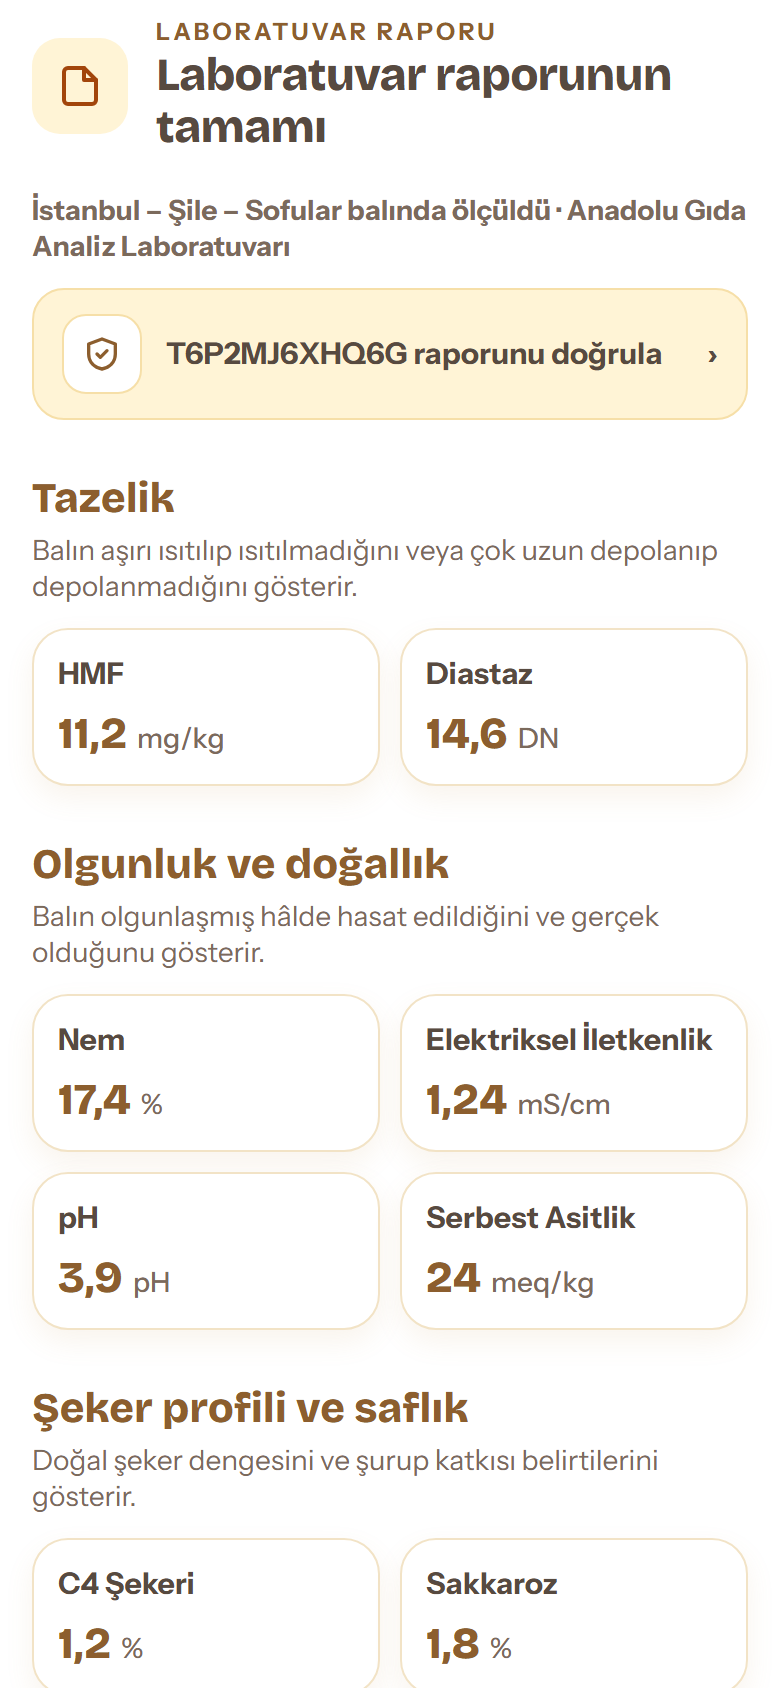 LABORATUVAR RAPORU
Laboratuvar raporunun
tamamı
İstanbul – Şile – Sofular balında ölçüldü · Anadolu Gıda
Analiz Laboratuvarı
T6P2MJ6XHQ6G raporunu doğrula ›
Tazelik
Balın aşırı ısıtılıp ısıtılmadığını veya çok uzun depolanıp
depolanmadığını gösterir.
HMF
11,2 mg/kg
Diastaz
14,6 DN
Olgunluk ve doğallık
Balın olgunlaşmış hâlde hasat edildiğini ve gerçek
olduğunu gösterir.
Nem
17,4 %
Elektriksel İletkenlik
1,24 mS/cm
pH
3,9 pH
Serbest Asitlik
24 meq/kg
Şeker profili ve saflık
Doğal şeker dengesini ve şurup katkısı belirtilerini
gösterir.
C4 Şekeri
1,2 %
Sakkaroz
1,8 %